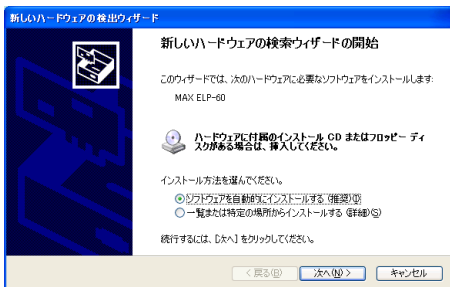 新しいハードウェアの検出ウィザード
新しいハードウェアの検索ウィザードの開始
このウィザードでは、次のハードウェアに必要なソフトウェアをインストールします:
MAX ELP-60
ハードウェアに付属のインストール CD またはフロッピー ディ
スクがある場合は、挿入してください。
インストール方法を選んでください。
ソフトウェアを自動的にインストールする (推奨)(I)
一覧または特定の場所からインストールする (詳細)(S)
続行するには、[次へ] をクリックしてください。
< 戻る(B) 次へ(N) > キャンセル